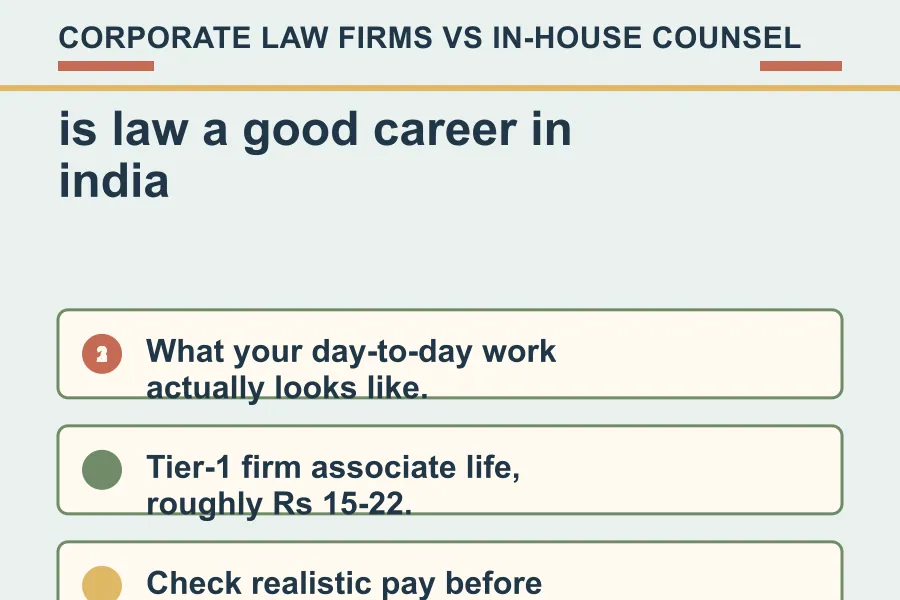 CORPORATE LAW FIRMS VS IN-HOUSE COUNSEL
is law a good career in
india
What your day-to-day work
actually looks like.
Tier-1 firm associate life,
roughly Rs 15-22.
Check realistic pay before